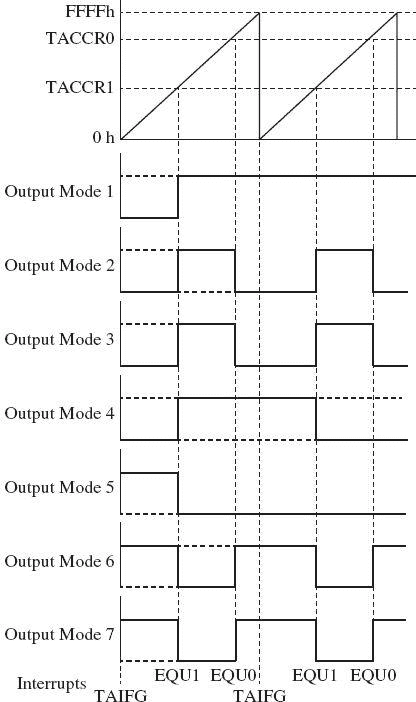 FFFFh
TACCR0
TACCR1
0 h
Output Mode 1
Output Mode 2
Output Mode 3
Output Mode 4
Output Mode 5
Output Mode 6
Output Mode 7
EQU1 EQU0 EQU1 EQU0
Interrupts
TAIFG TAIFG